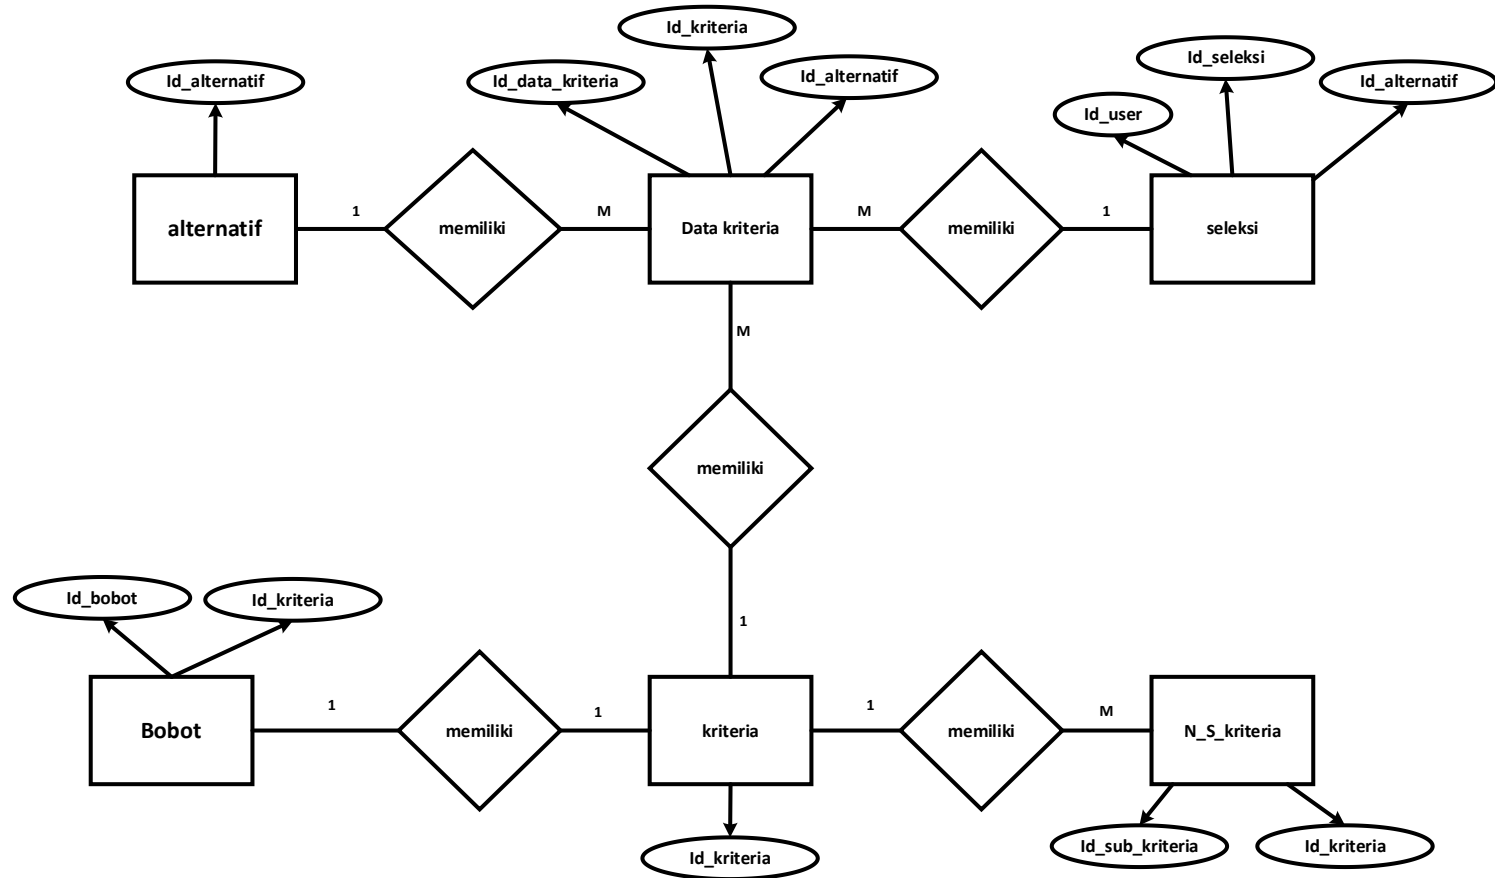 Id_kriteria
Id_alternatif
Id_data_kriteria
Id_alternatif
Id_seleksi
Id_alternatif
Id_user
alternatif
1
memiliki
M
Data kriteria
M
memiliki
1
seleksi
M
memiliki
1
Id_bobot
Id_kriteria
Bobot
1
memiliki
1
kriteria
1
memiliki
M
N_S_kriteria
Id_kriteria
Id_sub_kriteria
Id_kriteria